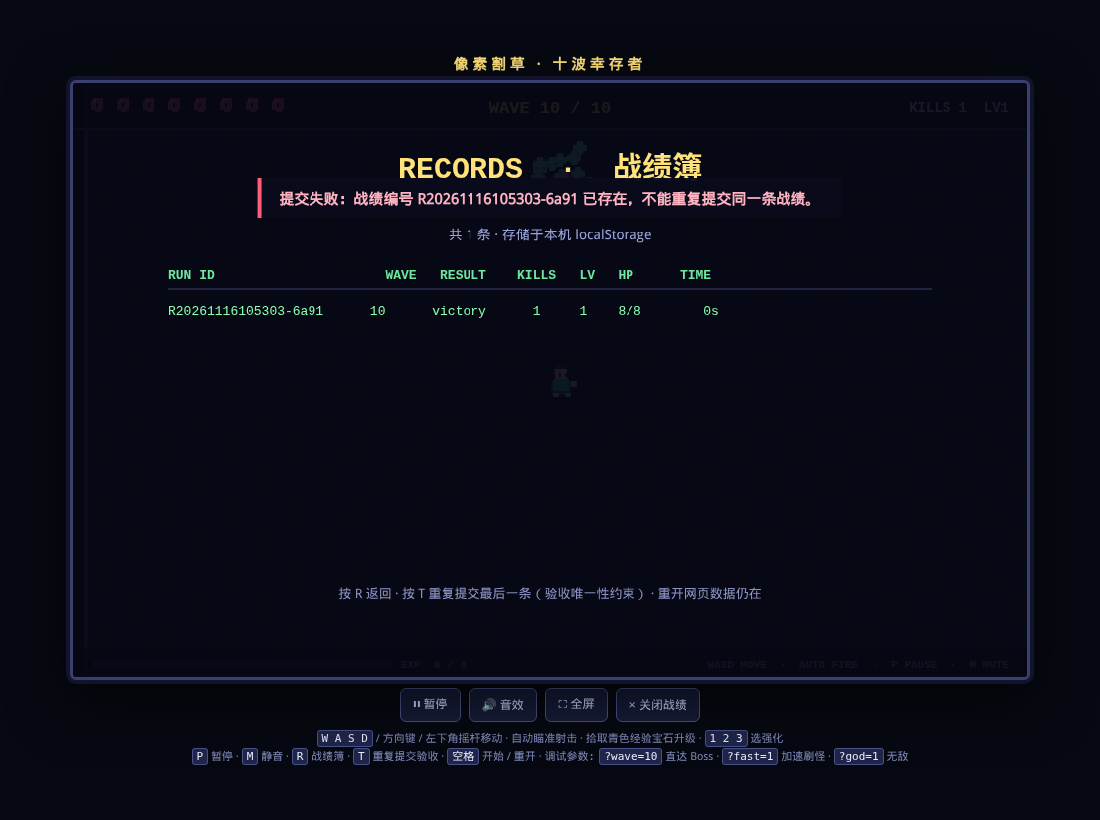 像素割草 · 十波幸存者
WAVE 10 / 10
KILLS 1 LV1
RECORDS · 战绩簿
提交失败：战绩编号 R20261116105303-6a91 已存在，不能重复提交同一条战绩。
共 1 条 · 存储于本机 localStorage
RUN ID WAVE RESULT KILLS LV HP TIME
R20261116105303-6a91 10 victory 1 1 8/8 0s
按 R 返回 · 按 T 重复提交最后一条（验收唯一性约束）· 重开网页数据仍在
EXP 0 / 8
WASD MOVE · AUTO FIRE · P PAUSE · M MUTE
⏸ 暂停 🔊 音效 ⛶ 全屏 × 关闭战绩
W A S D / 方向键 / 左下角摇杆移动 · 自动瞄准射击 · 拾取青色经验宝石升级 · 1 2 3 选强化
P 暂停 · M 静音 · R 战绩簿 · T 重复提交验收 · 空格 开始 / 重开 · 调试参数： ?wave=10 直达 Boss · ?fast=1 加速刷怪 · ?god=1 无敌